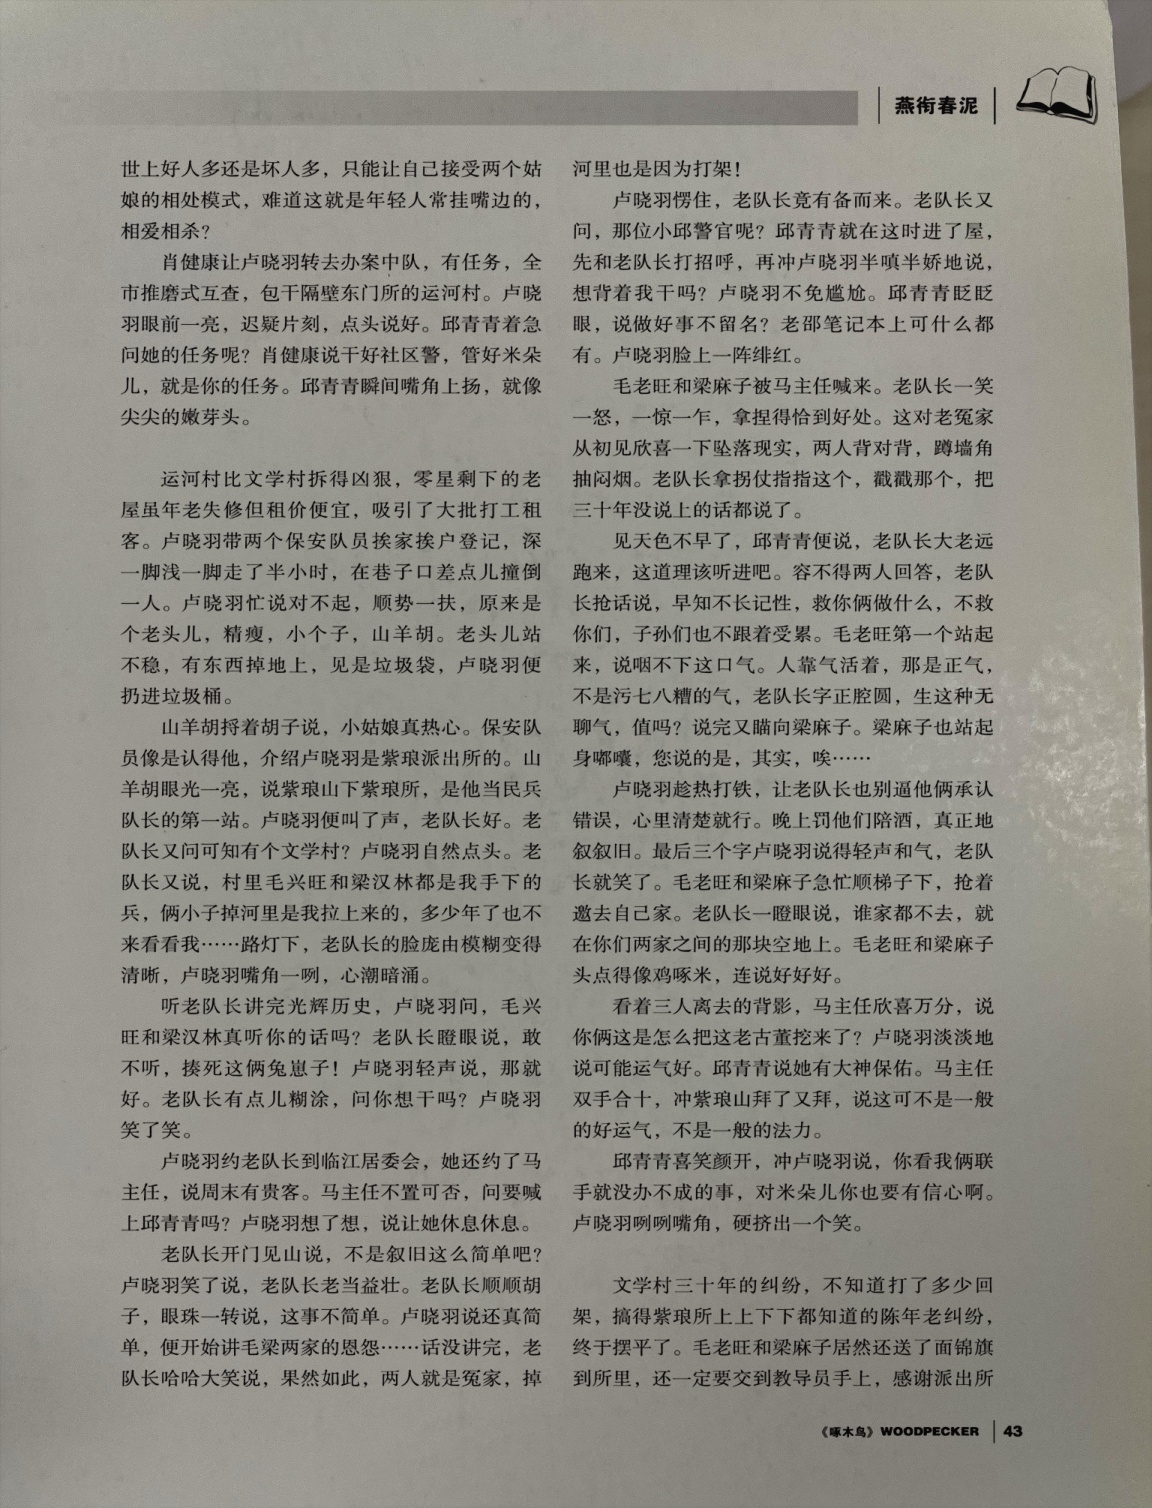 燕衔春泥
世上好人多还是坏人多，只能让自己接受两个姑
娘的相处模式，难道这就是年轻人常挂嘴边的，
相爱相杀？
肖健康让卢晓羽转去办案中队，有任务，全
市推磨式互查，包干隔壁东门所的运河村。卢晓
羽眼前一亮，迟疑片刻，点头说好。邱青青着急
问她的任务呢？肖健康说干好社区警，管好米朵
儿，就是你的任务。邱青青瞬间嘴角上扬，就像
尖尖的嫩芽头。
运河村比文学村拆得凶狠，零星剩下的老
屋虽年老失修但租价便宜，吸引了大批打工租
客。卢晓羽带两个保安队员挨家挨户登记，深
一脚浅一脚走了半小时，在巷子口差点儿撞倒
一人。卢晓羽忙说对不起，顺势一扶，原来是
个老头儿，精瘦，小个子，山羊胡。老头儿站
不稳，有东西掉地上，见是垃圾袋，卢晓羽便
扔进垃圾桶。
山羊胡捋着胡子说，小姑娘真热心。保安队
员像是认得他，介绍卢晓羽是紫琅派出所的。山
羊胡眼光一亮，说紫琅山下紫琅所，是他当民兵
队长的第一站。卢晓羽便叫了声，老队长好。老
队长又问可知有个文学村？卢晓羽自然点头。老
队长又说，村里毛兴旺和梁汉林都是我手下的
兵，俩小子掉河里是我拉上来的，多少年了也不
来看看我……路灯下，老队长的脸庞由模糊变得
清晰，卢晓羽嘴角一咧，心潮暗涌。
听老队长讲完光辉历史，卢晓羽问，毛兴
旺和梁汉林真听你的话吗？老队长瞪眼说，敢
不听，揍死这俩兔崽子！卢晓羽轻声说，那就
好。老队长有点儿糊涂，问你想干吗？卢晓羽
笑了笑。
卢晓羽约老队长到临江居委会，她还约了马
主任，说周末有贵客。马主任不置可否，问要喊
上邱青青吗？卢晓羽想了想，说让她休息休息。
老队长开门见山说，不是叙旧这么简单吧？
卢晓羽笑了说，老队长老当益壮。老队长顺顺胡
子，眼珠一转说，这事不简单。卢晓羽说还真简
单，便开始讲毛梁两家的恩怨……话没讲完，老
队长哈哈大笑说，果然如此，两人就是冤家，掉
河里也是因为打架！
卢晓羽愣住，老队长竟有备而来。老队长又
问，那位小邱警官呢？邱青青就在这时进了屋，
先和老队长打招呼，再冲卢晓羽半嗔半娇地说，
想背着我干吗？卢晓羽不免尴尬。邱青青眨眨
眼，说做好事不留名？老邵笔记本上可什么都
有。卢晓羽脸上一阵绯红。
毛老旺和梁麻子被马主任喊来。老队长一笑
一怒，一惊一乍，拿捏得恰到好处。这对老冤家
从初见欣喜一下坠落现实，两人背对背，蹲墙角
抽闷烟。老队长拿拐仗指指这个，戳戳那个，把
三十年没说上的话都说了。
见天色不早了，邱青青便说，老队长大老远
跑来，这道理该听进吧。容不得两人回答，老队
长抢话说，早知不长记性，救你俩做什么，不救
你们，子孙们也不跟着受累。毛老旺第一个站起
来，说咽不下这口气。人靠气活着，那是正气，
不是污七八糟的气，老队长字正腔圆，生这种无
聊气，值吗？说完又瞄向梁麻子。梁麻子也站起
身嘟囔，您说的是，其实，唉……
卢晓羽趁热打铁，让老队长也别逼他俩承认
错误，心里清楚就行。晚上罚他们陪酒，真正地
叙叙旧。最后三个字卢晓羽说得轻声和气，老队
长就笑了。毛老旺和梁麻子急忙顺梯子下，抢着
邀去自己家。老队长一瞪眼说，谁家都不去，就
在你们两家之间的那块空地上。毛老旺和梁麻子
头点得像鸡啄米，连说好好好。
看着三人离去的背影，马主任欣喜万分，说
你俩这是怎么把这老古董挖来了？卢晓羽淡淡地
说可能运气好。邱青青说她有大神保佑。马主任
双手合十，冲紫琅山拜了又拜，说这可不是一般
的好运气，不是一般的法力。
邱青青喜笑颜开，冲卢晓羽说，你看我俩联
手就没办不成的事，对米朵儿你也要有信心啊。
卢晓羽咧咧嘴角，硬挤出一个笑。
文学村三十年的纠纷，不知道打了多少回
架，搞得紫琅所上上下下都知道的陈年老纠纷，
终于摆平了。毛老旺和梁麻子居然还送了面锦旗
到所里，还一定要交到教导员手上，感谢派出所
《啄木鸟》WOODPECKER 43